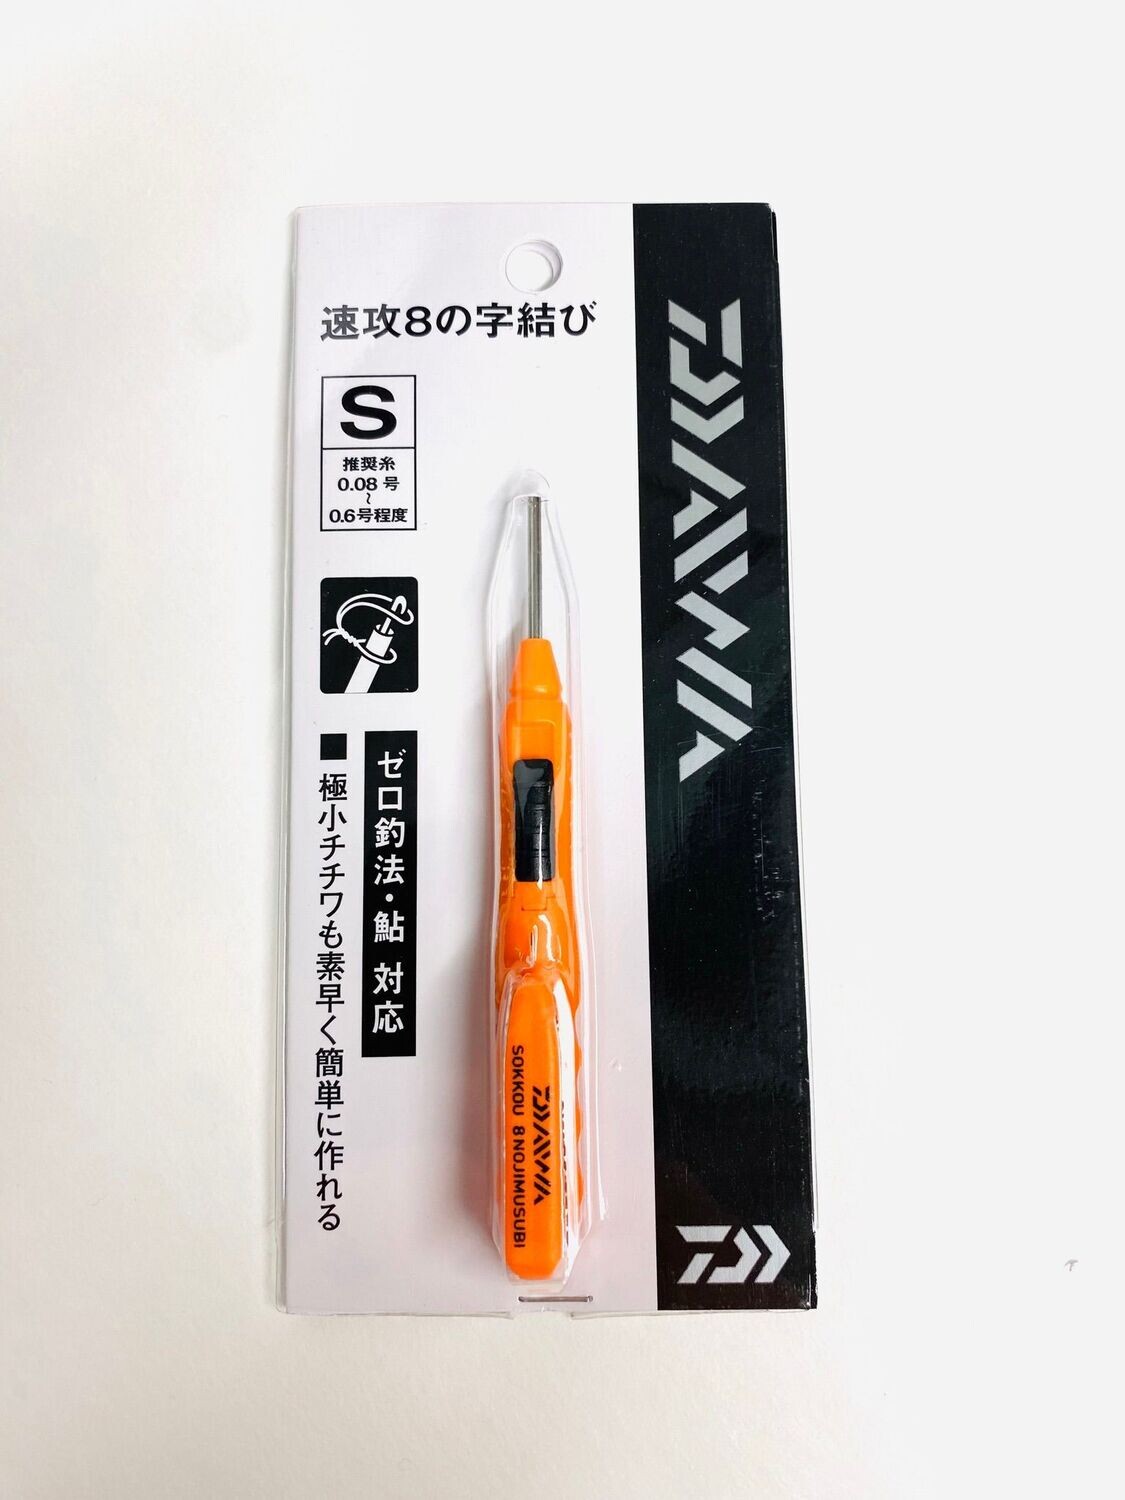 速攻8の字結び
S
推奨糸
0.08 号
〜
0.6号程度
ゼロ釣法・鮎 対応
■ 極小チチワも素早く簡単に作れる
DAIWA
DAIWA
SOKKOU 8NOJIMUSUBI